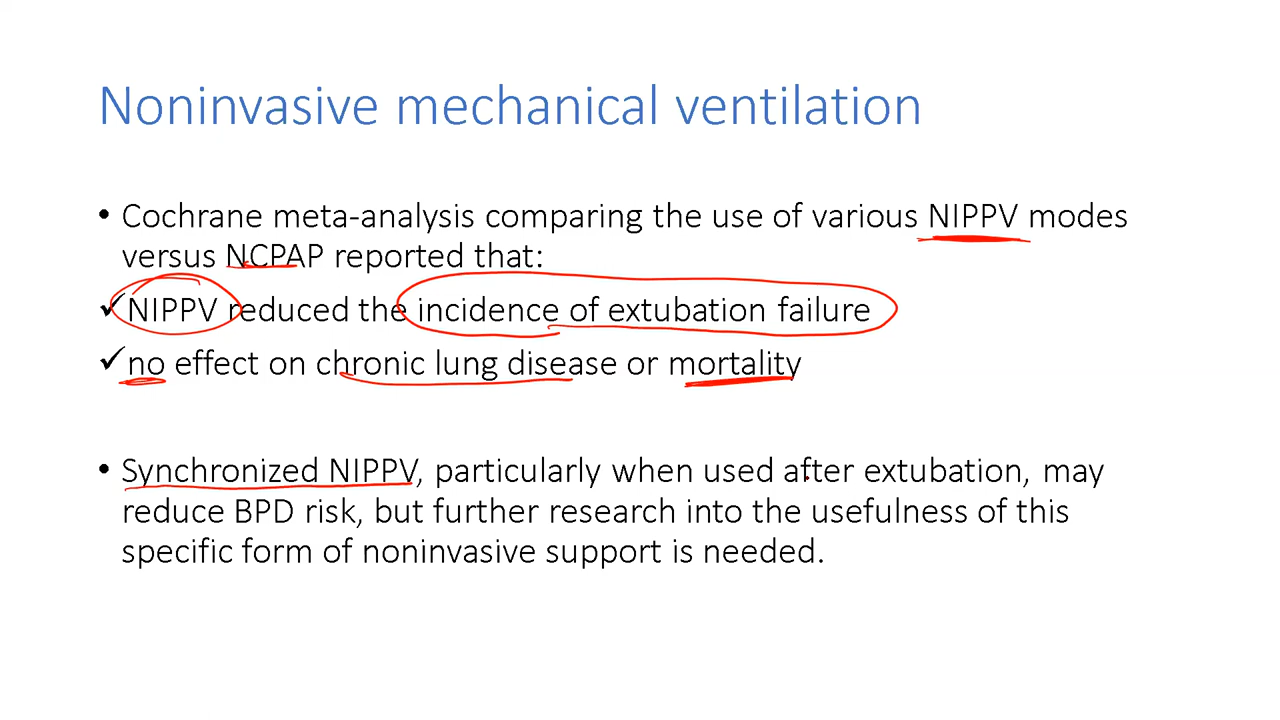 Noninvasive mechanical ventilation
• Cochrane meta-analysis comparing the use of various NIPPV modes
versus NCPAP reported that:
✓NIPPV reduced the incidence of extubation failure
✓no effect on chronic lung disease or mortality
• Synchronized NIPPV, particularly when used after extubation, may
reduce BPD risk, but further research into the usefulness of this
specific form of noninvasive support is needed.